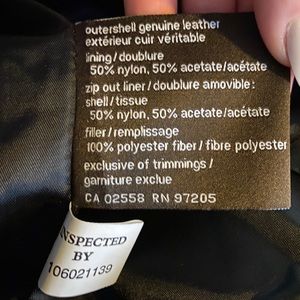 outershell genuine leather
extérieur cuir véritable
lining / doublure
50% nylon, 50% acetate/acétate
zip out liner / doublure amovible:
shell / tissue
50% nylon, 50% acetate/acétate
filler / remplissage
100% polyester fiber / fibre polyester
exclusive of trimmings /
garniture exclue
CA 02558 RN 97205
INSPECTED
BY
106021139